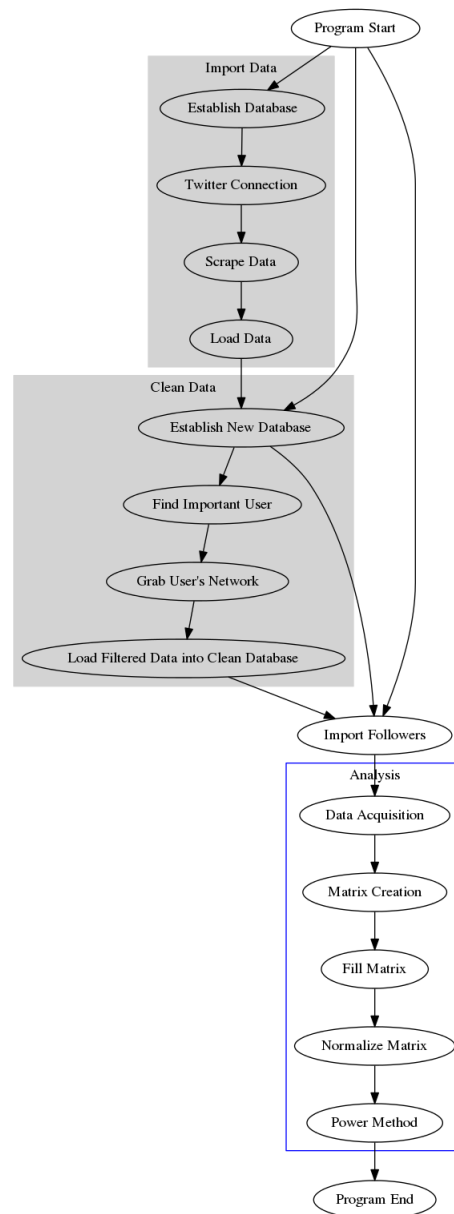 Program Start
Import Data
Establish Database
Twitter Connection
Scrape Data
Load Data
Clean Data
Establish New Database
Find Important User
Grab User's Network
Load Filtered Data into Clean Database
Import Followers
Analysis
Data Acquisition
Matrix Creation
Fill Matrix
Normalize Matrix
Power Method
Program End